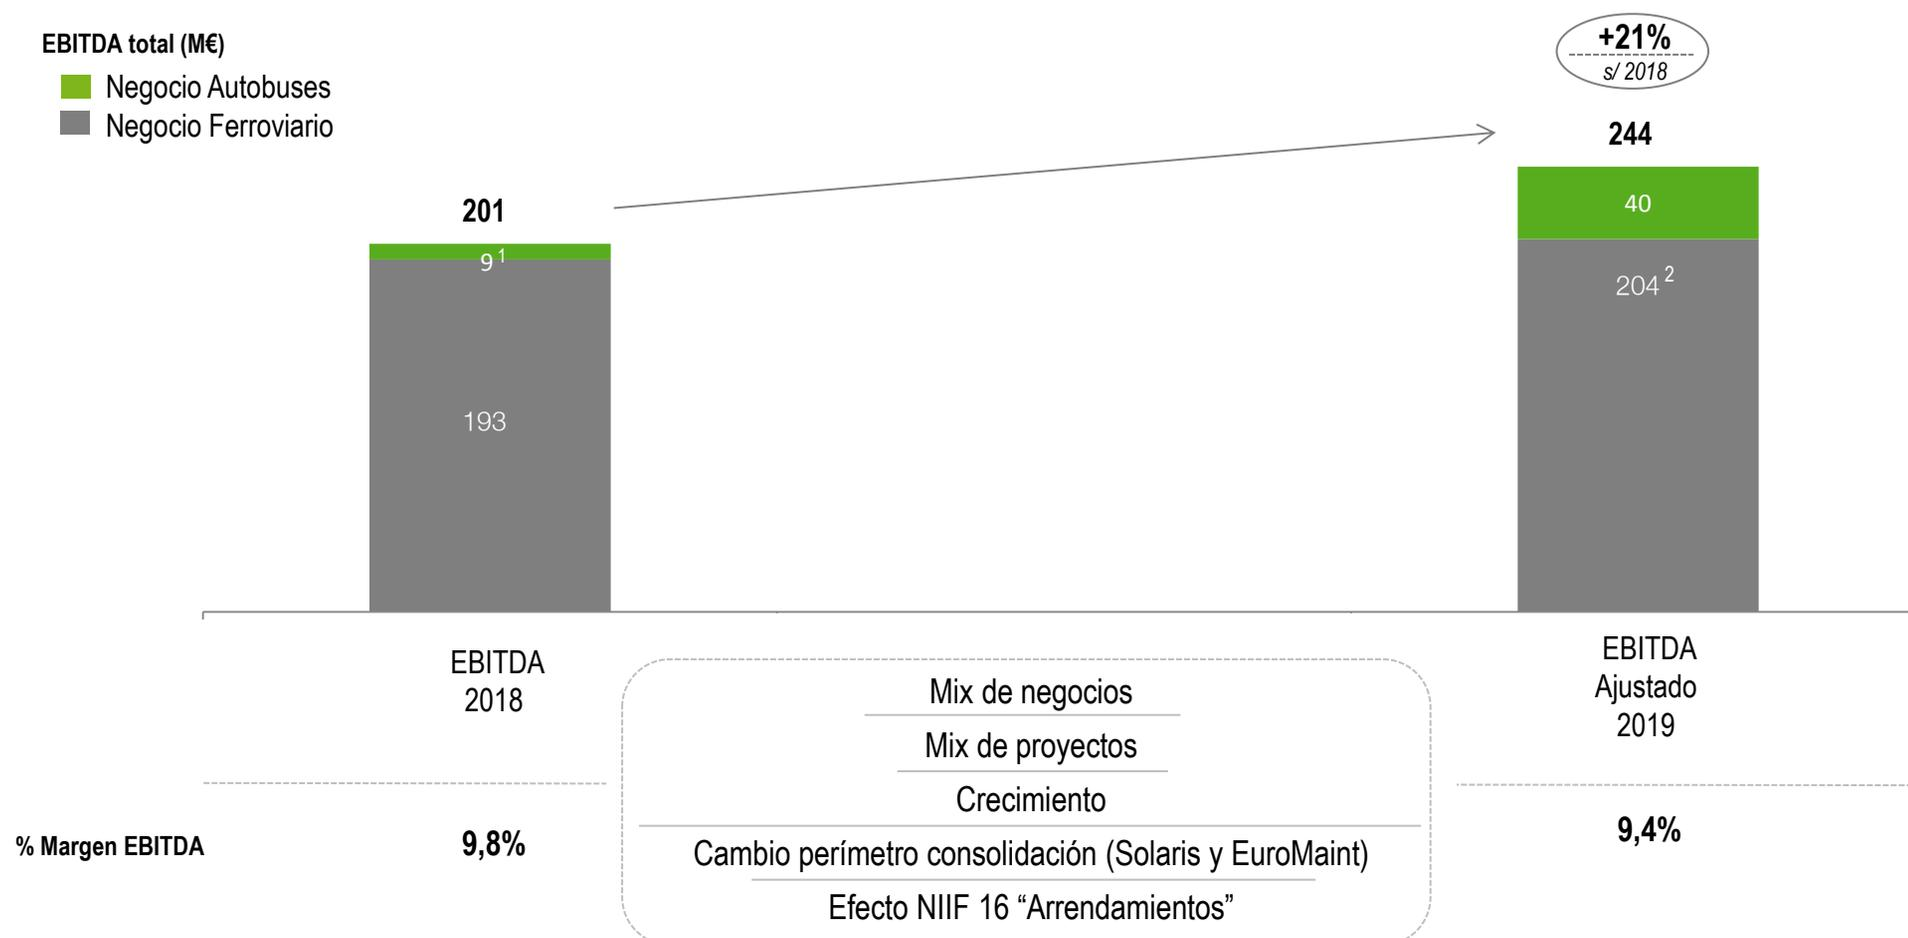 EBITDA total (M€)
Negocio Autobuses
Negocio Ferroviario
+21%
s/ 2018
201
9 1
193
244
40
204 2
EBITDA
2018
EBITDA
Ajustado
2019
Mix de negocios
Mix de proyectos
Crecimiento
Cambio perímetro consolidación (Solaris y EuroMaint)
Efecto NIIF 16 “Arrendamientos”
% Margen EBITDA
9,8%
9,4%